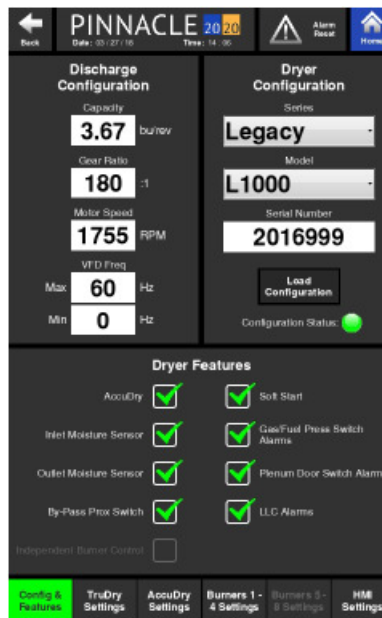 Back
PINNACLE 2020
Date: 03/27/18 Time: 14:06
Alarm
Reset
Home
Discharge
Configuration
Capacity
3.67 bu/rev
Gear Ratio
180 :1
Motor Speed
1755 RPM
VFD Freq
Max 60 Hz
Min 0 Hz
Dryer
Configuration
Series
Legacy
Model
L1000
Serial Number
2016999
Load
Configuration
Configuration Status:
Dryer Features
AccuDry
Inlet Moisture Sensor
Outlet Moisture Sensor
By-Pass Prox Switch
Independent Burner Control
Soft Start
Gas/Fuel Press Switch
Alarms
Plenum Door Switch Alarm
LLC Alarms
Config &
Features
TruDry
Settings
AccuDry
Settings
Burners 1 -
4 Settings
Burners 5 -
8 Settings
HMI
Settings